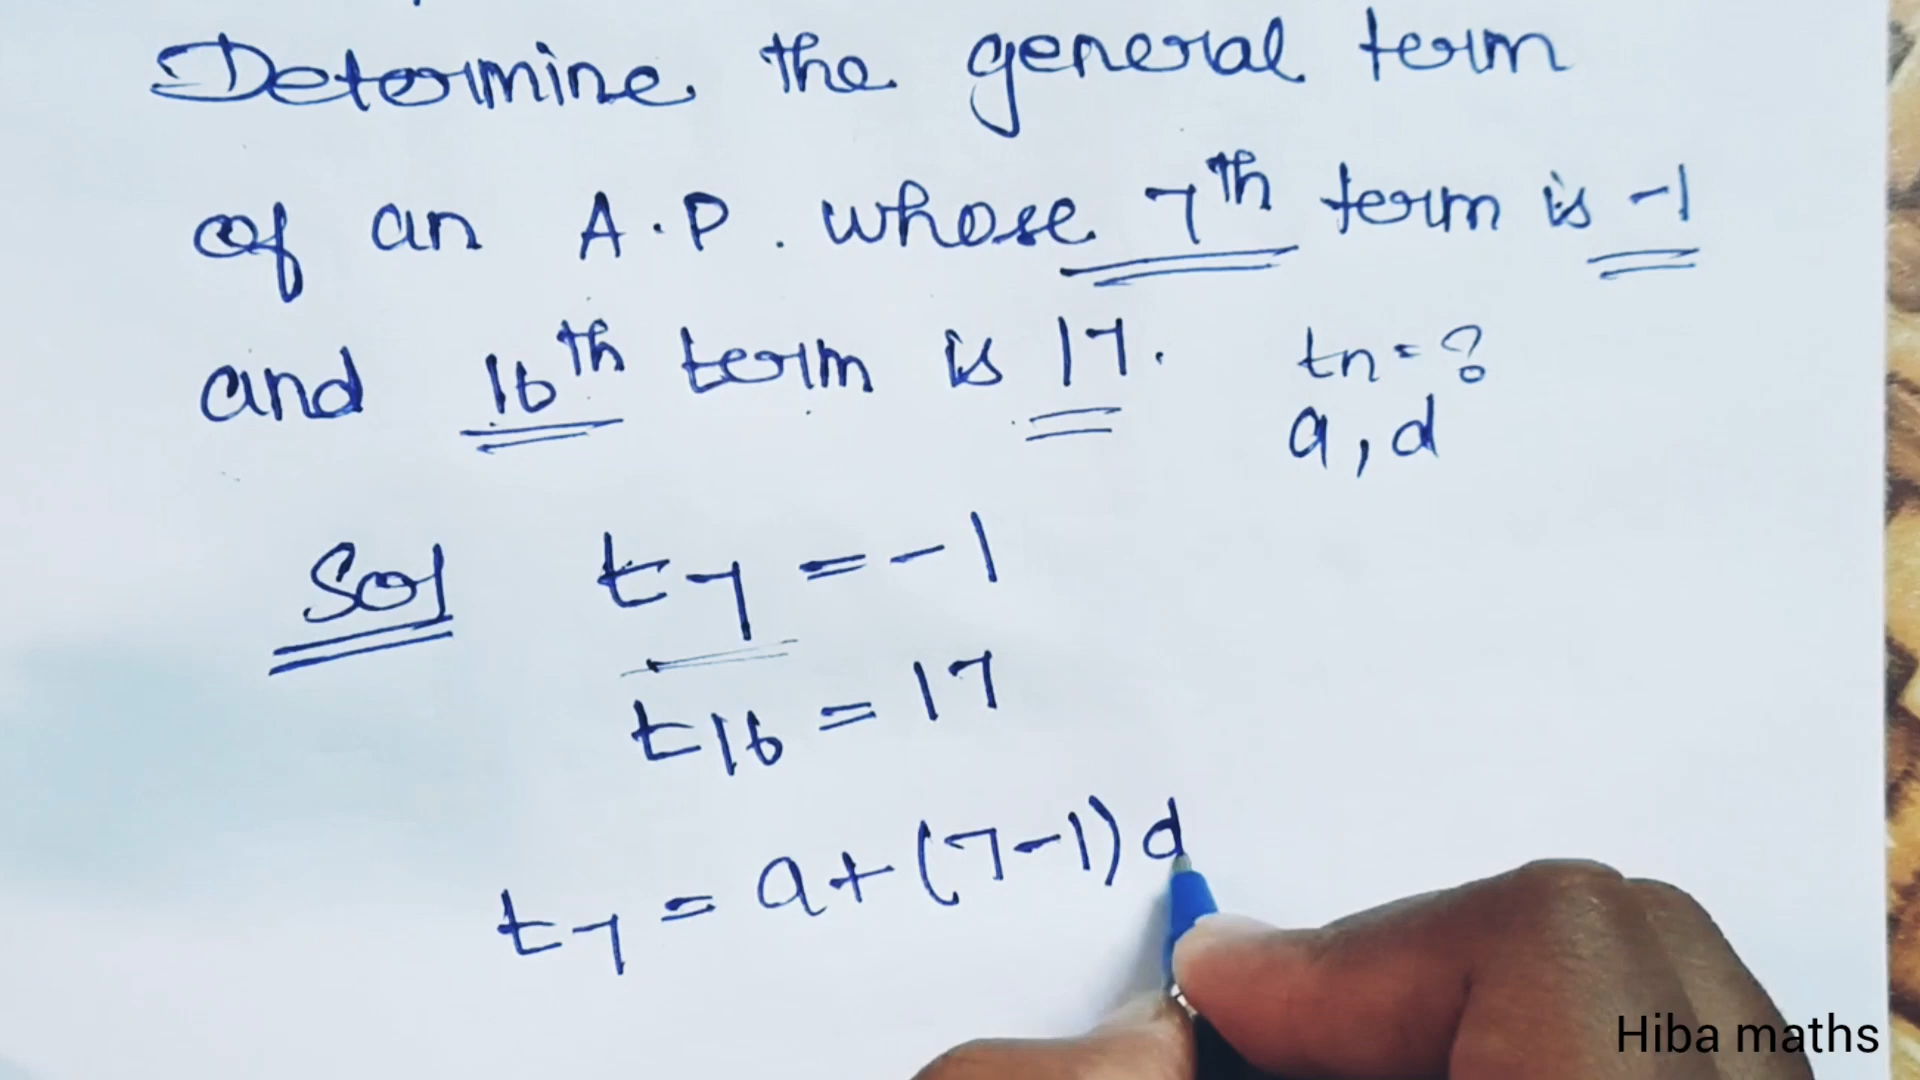 Determine the general term
of an A.P. whose 7th term is -1
and 16th term is 17.
tn = ?
a, d
Sol
t7 = -1
t16 = 17
t7 = a+(7-1)d
Hiba maths